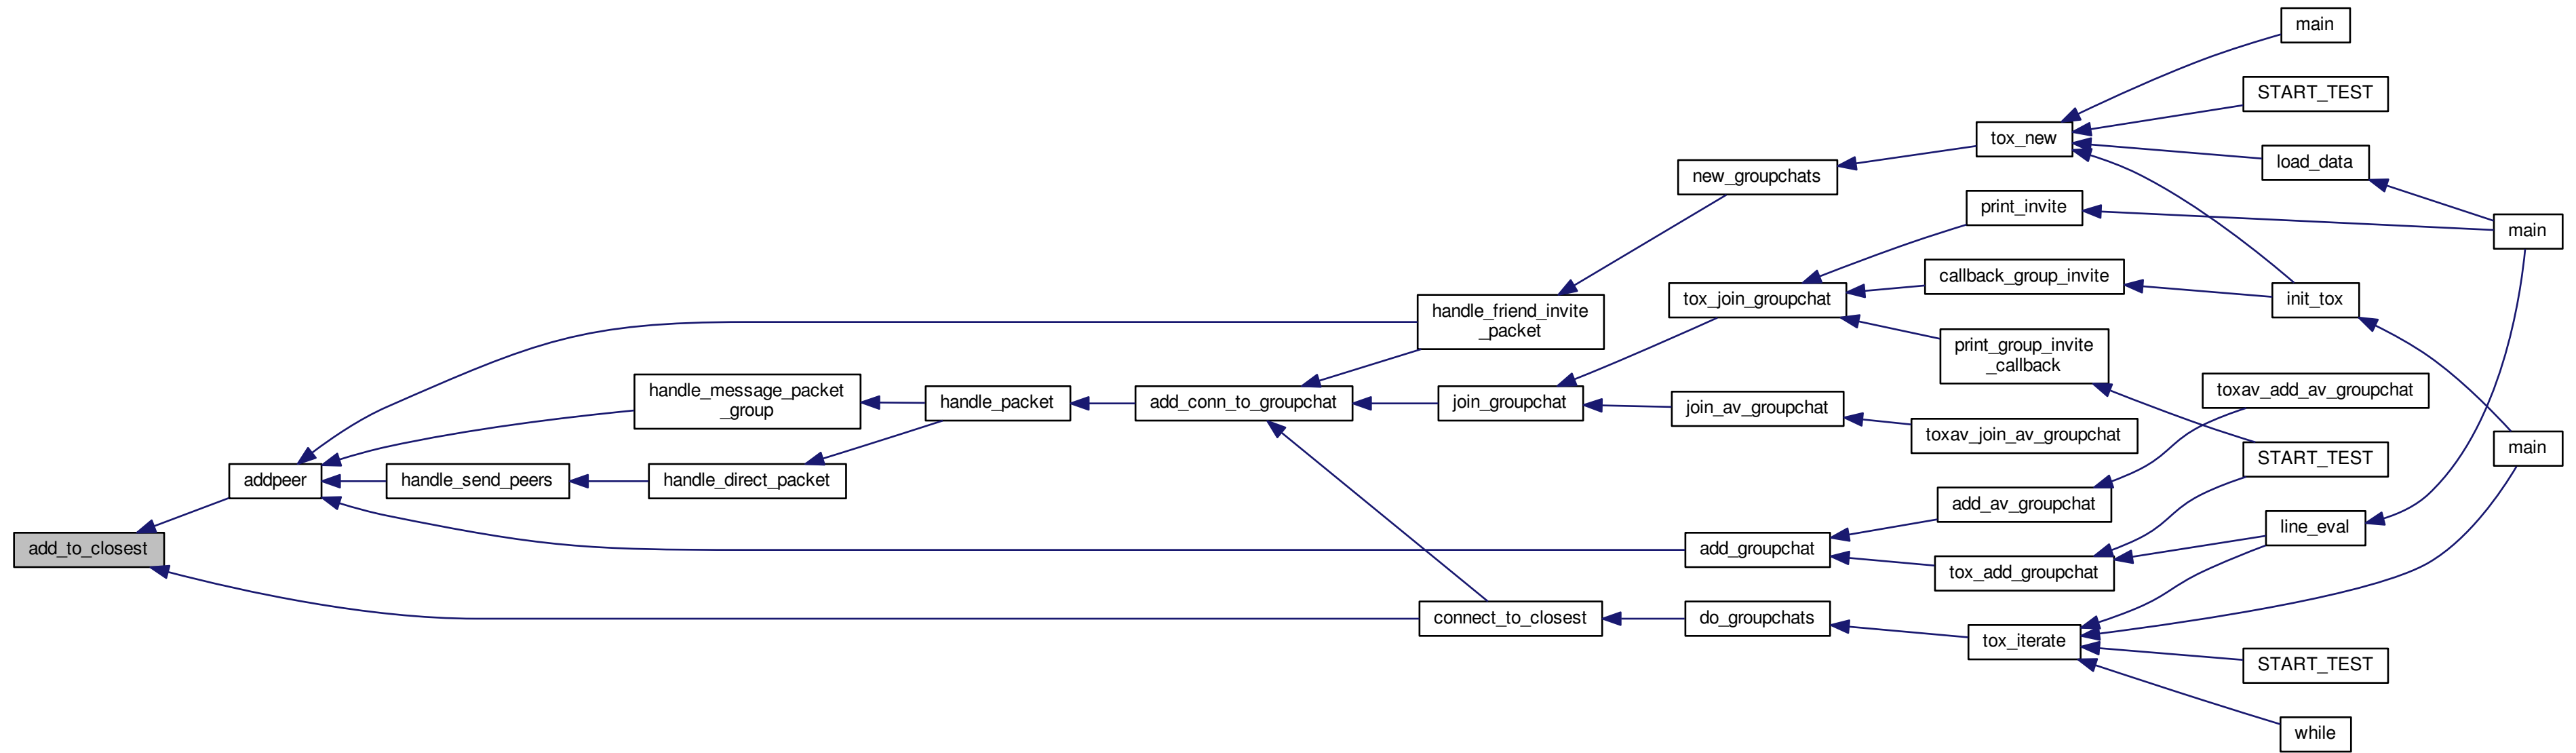 main
START_TEST
tox_new
load_data
new_groupchats
print_invite
main
callback_group_invite
tox_join_groupchat
init_tox
handle_friend_invite
_packet
print_group_invite
_callback
handle_message_packet
_group
handle_packet
add_conn_to_groupchat
join_groupchat
join_av_groupchat
toxav_add_av_groupchat
toxav_join_av_groupchat
main
START_TEST
addpeer
handle_send_peers
handle_direct_packet
add_av_groupchat
line_eval
add_to_closest
add_groupchat
tox_add_groupchat
connect_to_closest
do_groupchats
tox_iterate
START_TEST
while